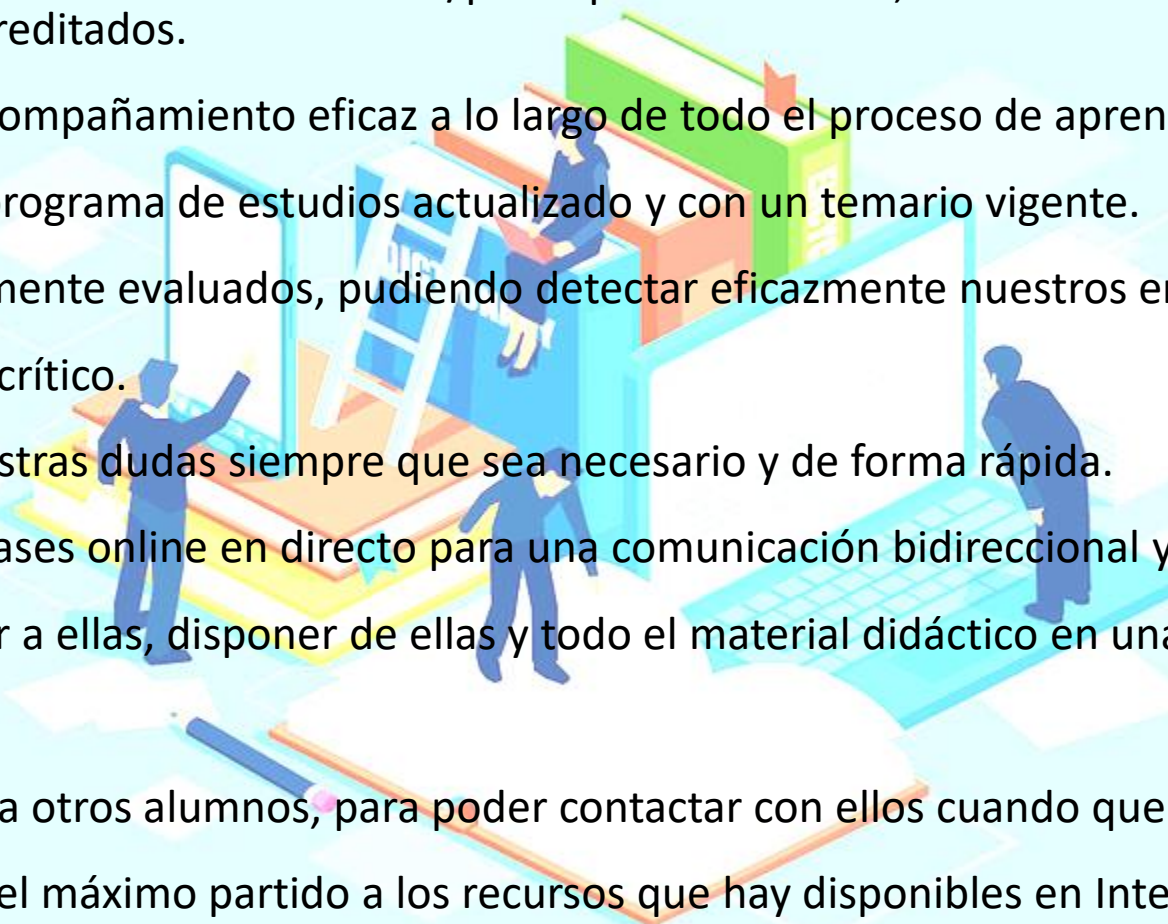 reditados.
ompañamiento eficaz a lo largo de todo el proceso de apren
rograma de estudios actualizado y con un temario vigente.
mente evaluados, pudiendo detectar eficazmente nuestros er
crítico.
stras dudas siempre que sea necesario y de forma rápida.
ases online en directo para una comunicación bidireccional y
r a ellas, disponer de ellas y todo el material didáctico en una
a otros alumnos, para poder contactar con ellos cuando que
el máximo partido a los recursos que hay disponibles en Inte